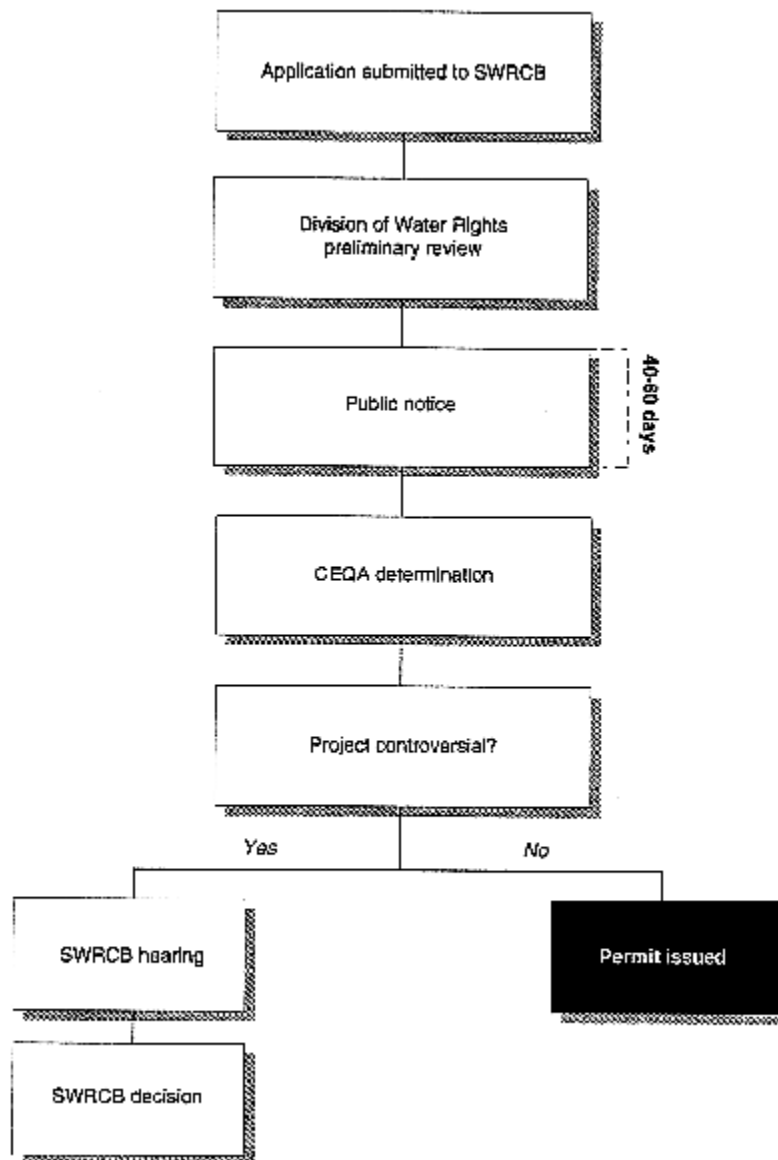 Application submitted to SWRCB
Division of Water Rights
preliminary review
Public notice
40-60 days
CEQA determination
Project controversial?
Yes
No
SWRCB hearing
Permit issued
SWRCB decision